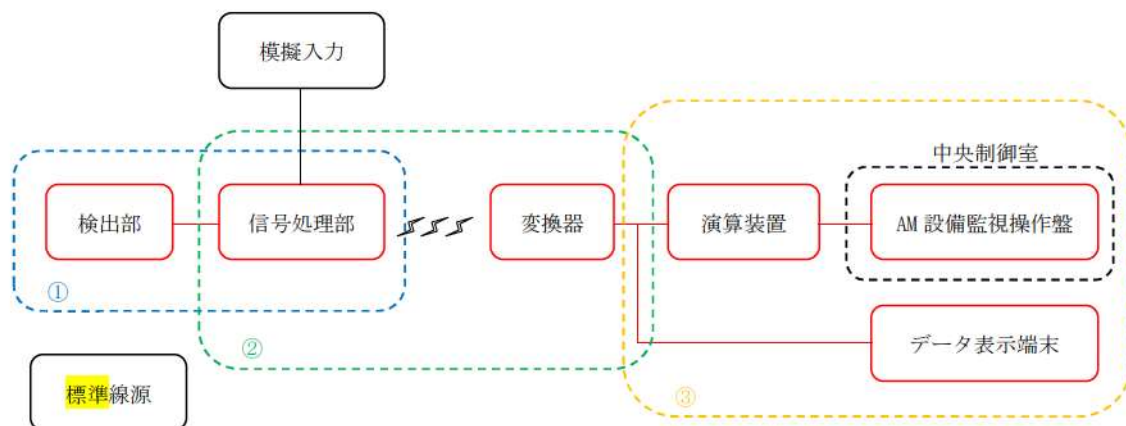 模擬入力
中央制御室
検出部
信号処理部
変換器
演算装置
AM 設備監視操作盤
①
②
データ表示端末
標準線源
③